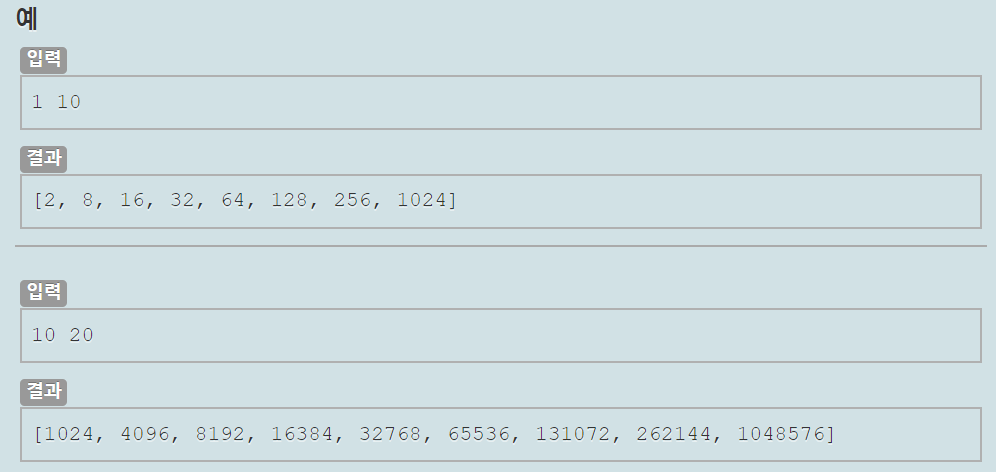 예
입력
1 10
결과
[2, 8, 16, 32, 64, 128, 256, 1024]
입력
10 20
결과
[1024, 4096, 8192, 16384, 32768, 65536, 131072, 262144, 1048576]